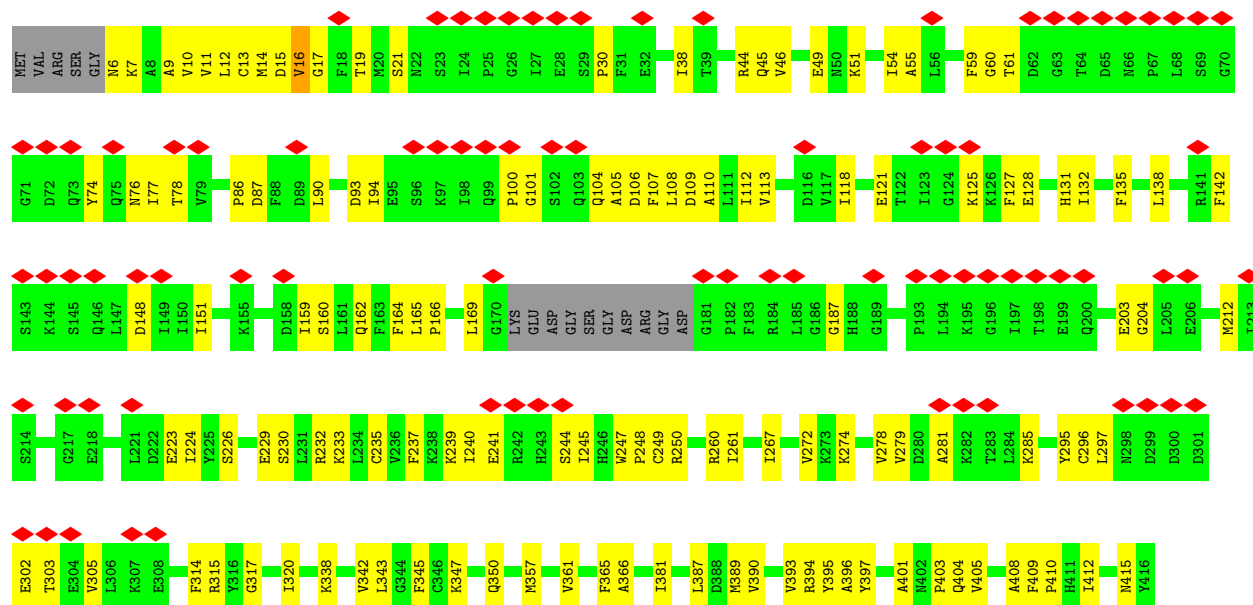 MET VAL ARG SER GLY N6 K7 A8 A9 V10 V11 L12 C13 M14 D15 V16 G17 F18 T19 M20 S21 N22 S23 I24 P25 G26 I27 E28 S29 P30 F31 E32 I38 T39 R44 Q45 V46 E49 N50 K51 I54 A55 L56 F59 G60 T61 D62 G63 T64 D65 N66 P67 L68 S69 G70
G71 D72 Q73 Y74 Q75 N76 I77 T78 V79 P86 D87 F88 D89 L90 D93 I94 E95 S96 K97 I98 Q99 P100 G101 S102 Q103 Q104 A105 D106 F107 L108 D109 A110 L111 I112 V113 D116 V117 I118 E121 T122 I123 G124 K125 K126 F127 E128 H131 I132 F135 L138 R141 F142
S143 K144 S145 Q146 L147 D148 I149 I150 I151 K155 D158 I159 S160 L161 Q162 F163 F164 L165 P166 L169 G170 LYS GLU ASP GLY SER GLY ASP ARG GLY ASP G181 P182 F183 R184 L185 G186 G187 H188 G189 P193 L194 K195 G196 I197 T198 E199 Q200 E203 G204 L205 E206 M212 I213
S214 G217 E218 L221 D222 E223 I224 Y225 S226 E229 S230 L231 R232 K233 L234 C235 V236 F237 K238 K239 I240 E241 R242 H243 S244 I245 H246 W247 P248 C249 R250 R260 I261 I267 V272 K273 K274 V278 V279 D280 A281 K282 T283 L284 K285 Y295 C296 L297 N298 D299 D300 D301
E302 T303 E304 V305 L306 K307 E308 F314 R315 Y316 G317 I320 K338 V342 L343 G344 F345 C346 K347 Q350 M357 V361 F365 A366 I381 L387 D388 M389 V390 V393 R394 Y395 A396 Y397 A401 N402 P403 Q404 V405 A408 F409 P410 H411 I412 N415 Y416